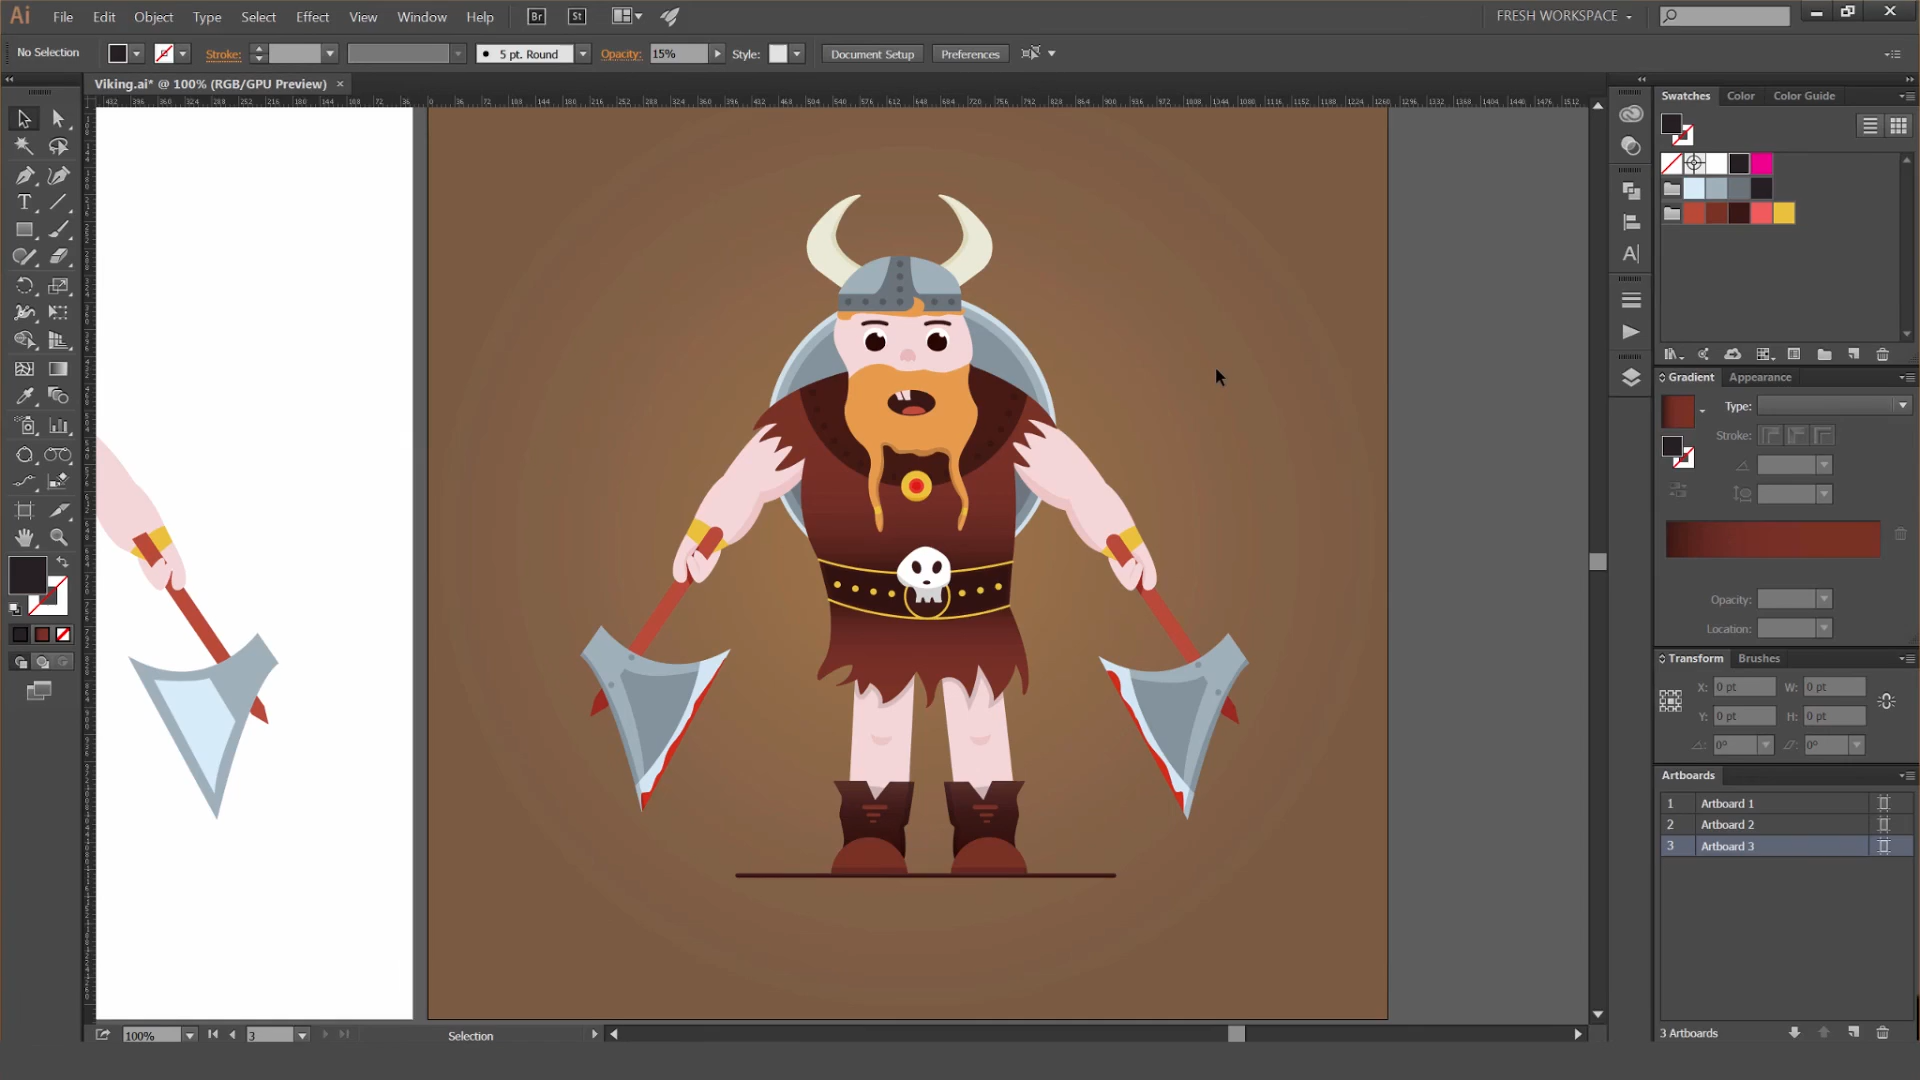 Ai File Edit Object Type Select Effect View Window Help Br St FRESH WORKSPACE
No Selection Stroke: 5 pt. Round Opacity: 15% Style: Document Setup Preferences
Viking.ai* @ 100% (RGB/GPU Preview) ×
Swatches Color Color Guide
Gradient Appearance
Type:
Stroke:
Opacity:
Location:
Transform Brushes
X: 0 pt W: 0 pt
Y: 0 pt H: 0 pt
0° 0°
Artboards
1 Artboard 1
2 Artboard 2
3 Artboard 3
3 Artboards
100% 3 Selection